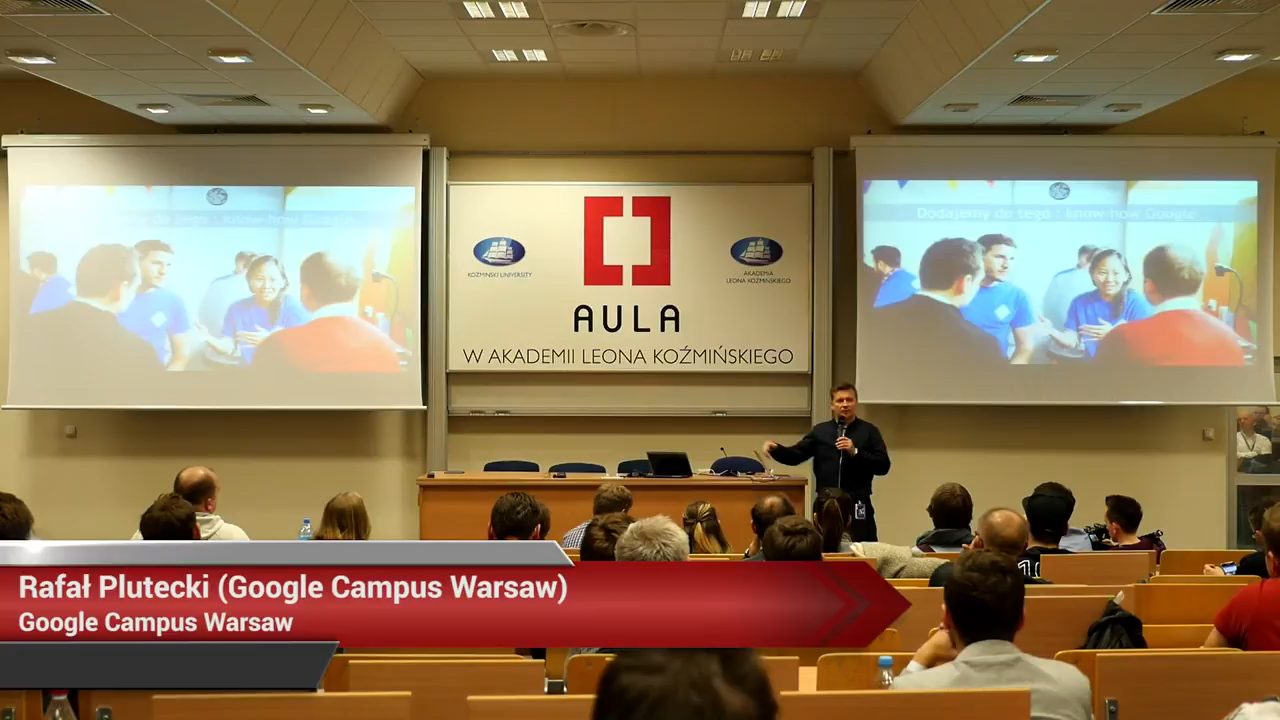 Dodajemy do tego : know how Google
KOZMINSKI UNIVERSITY
AKADEMIA
LEONA KOŹMIŃSKIEGO
AULA
W AKADEMII LEONA KOŹMIŃSKIEGO
Rafał Plutecki (Google Campus Warsaw)
Google Campus Warsaw